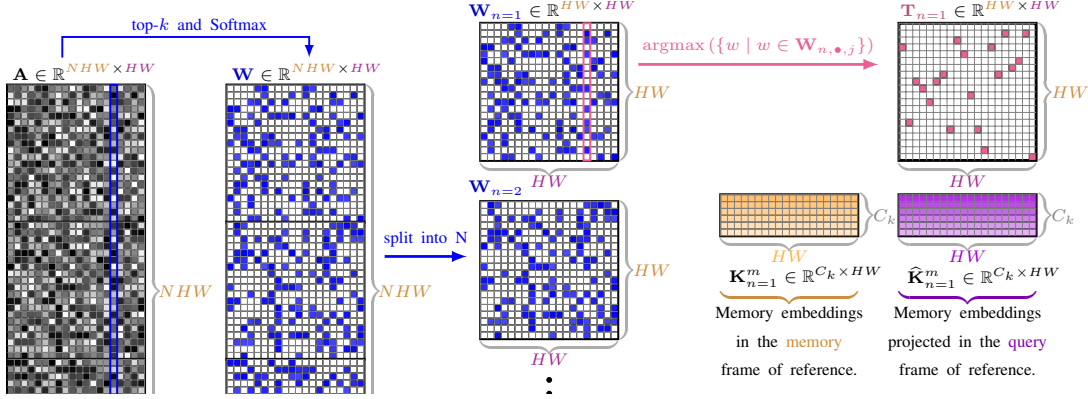 top-k and Softmax
A ∈ ℝ^{NHW×HW}
W ∈ ℝ^{NHW×HW}
NHW
NHW
split into N
W_{n=1} ∈ ℝ^{HW×HW}
HW
HW
W_{n=2}
HW
HW
argmax ({w | w ∈ W_{n,•,j}})
T_{n=1} ∈ ℝ^{HW×HW}
HW
HW
C_k
HW
K^m_{n=1} ∈ ℝ^{C_k×HW}
Memory embeddings
in the memory
frame of reference.
C_k
HW
K̂^m_{n=1} ∈ ℝ^{C_k×HW}
Memory embeddings
projected in the query
frame of reference.